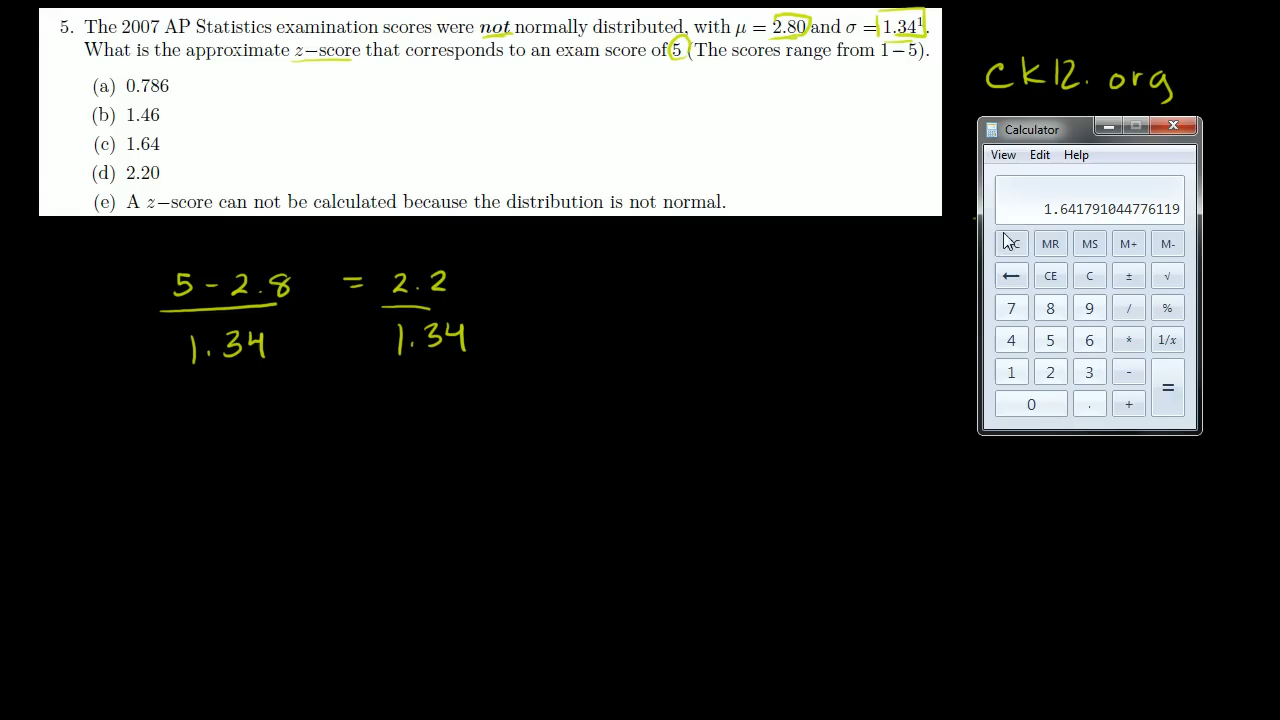 5. The 2007 AP Statistics examination scores were not normally distributed, with μ = 2.80 and σ = 1.34¹.
What is the approximate z−score that corresponds to an exam score of 5 (The scores range from 1−5).
(a) 0.786
(b) 1.46
(c) 1.64
(d) 2.20
(e) A z−score can not be calculated because the distribution is not normal.
ck12.org
Calculator
View Edit Help
1.641791044776119
MR MS M+ M-
← CE C ± √
7 8 9 / %
4 5 6 * 1/x
1 2 3 - =
0 . +
5 - 2.8 = 2.2
1.34 1.34